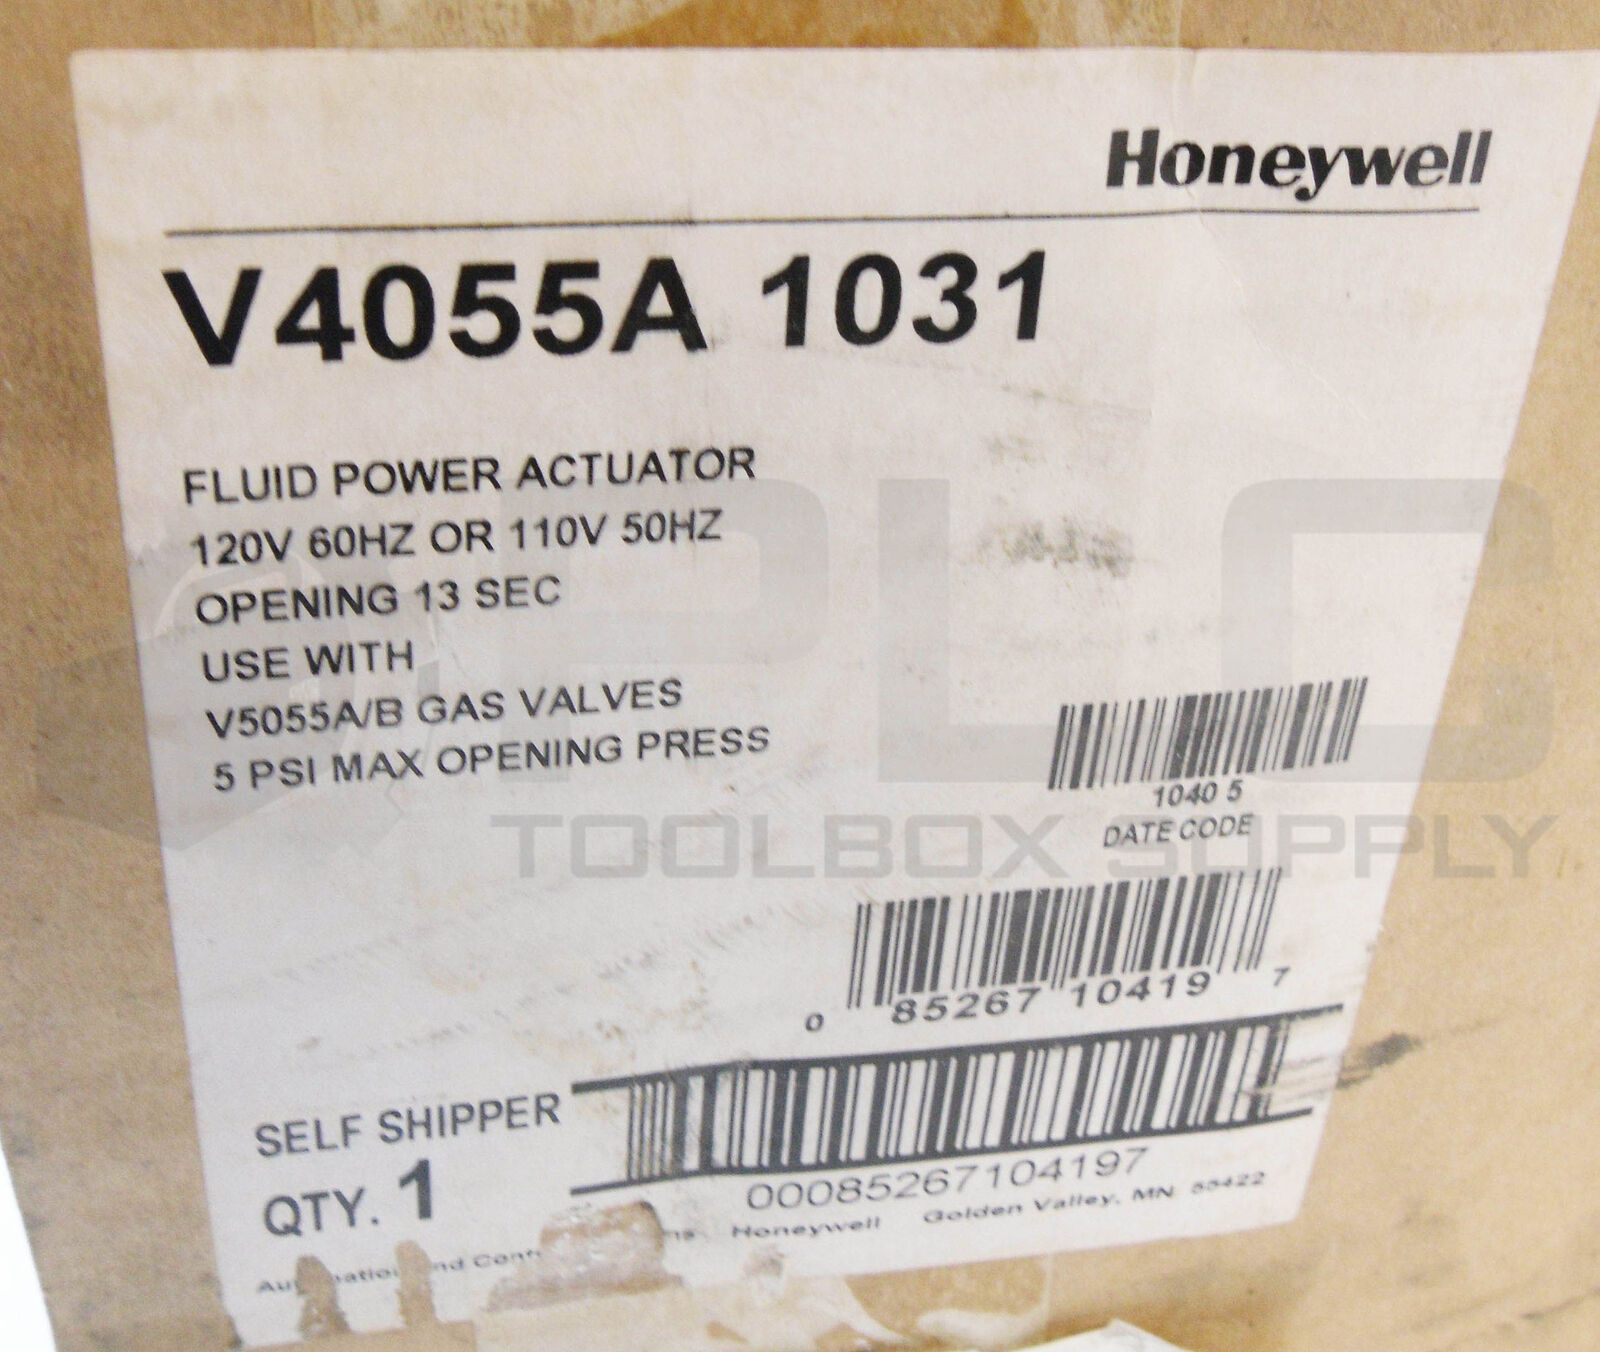 Honeywell
V4055A 1031
FLUID POWER ACTUATOR
120V 60HZ OR 110V 50HZ
OPENING 13 SEC
USE WITH
V5055A/B GAS VALVES
5 PSI MAX OPENING PRESS
PLC
TOOLBOX SUPPLY
1040 5
DATE CODE
0 85267 10419 7
SELF SHIPPER
QTY. 1
00085267104197
Honeywell Golden Valley, MN 55422